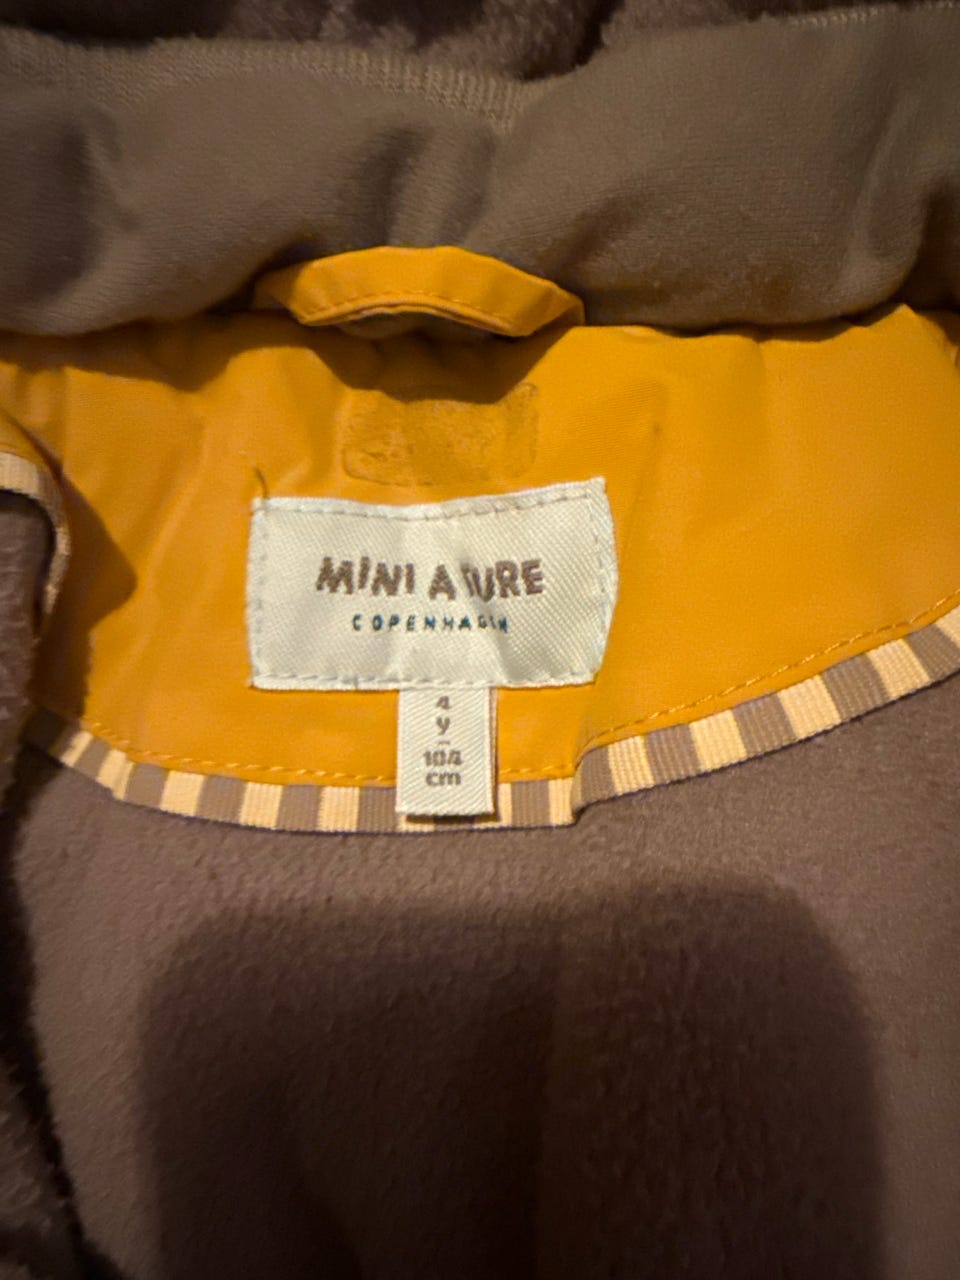 MINI A TURE
COPENHAGEN
4
y
104
cm